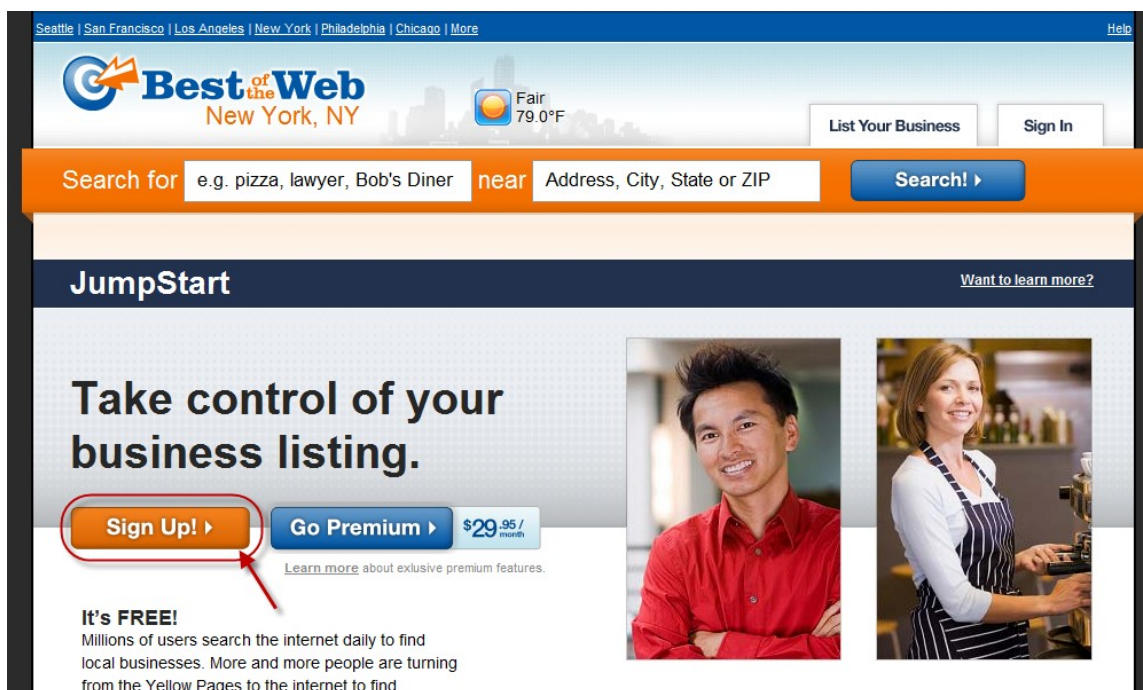 Seattle | San Francisco | Los Angeles | New York | Philadelphia | Chicago | More
Help
Best of the Web
New York, NY
Fair
79.0°F
List Your Business
Sign In
Search for
e.g. pizza, lawyer, Bob's Diner
near
Address, City, State or ZIP
Search!
JumpStart
Want to learn more?
Take control of your
business listing.
Sign Up!
Go Premium
$29.95/month
Learn more about exlusive premium features.
It's FREE!
Millions of users search the internet daily to find
local businesses. More and more people are turning
from the Yellow Pages to the internet to find